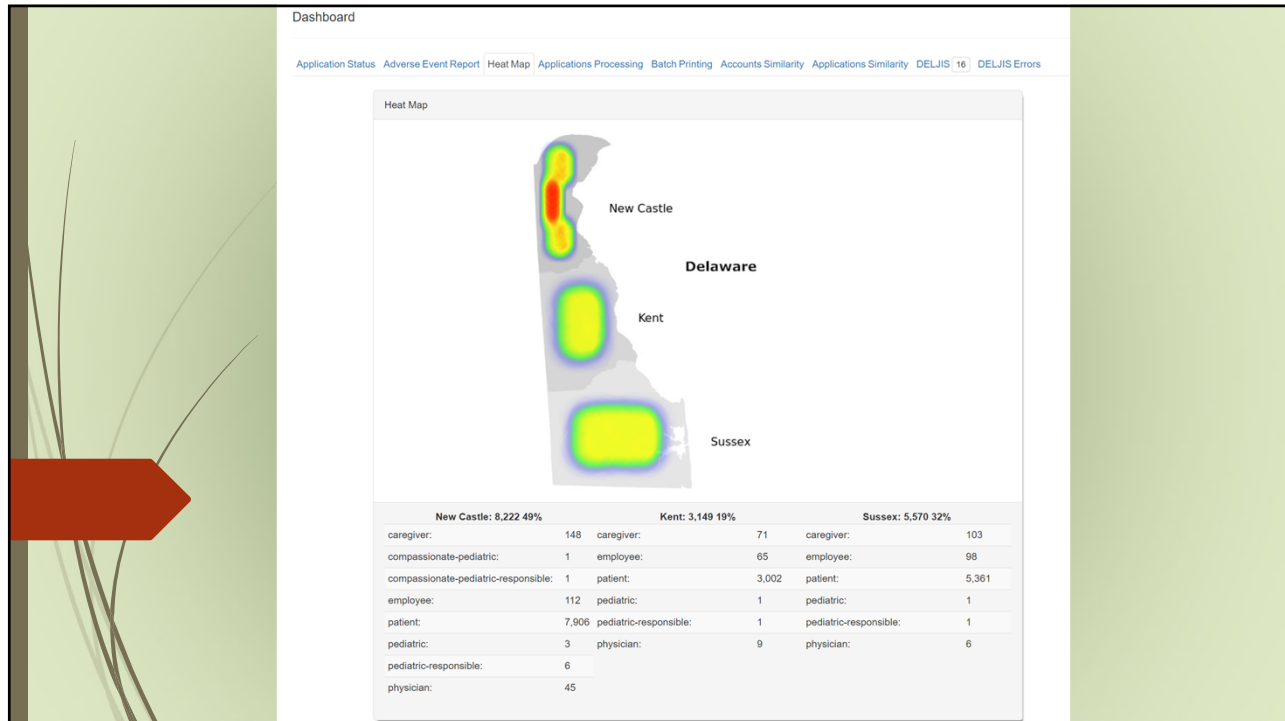 Dashboard
Application Status Adverse Event Report Heat Map Applications Processing Batch Printing Accounts Similarity Applications Similarity DELJIS 16 DELJIS Errors
Heat Map
New Castle
Delaware
Kent
Sussex
New Castle: 8,222 49% Kent: 3,149 19% Sussex: 5,570 32%
caregiver: 148 caregiver: 71 caregiver: 103
compassionate-pediatric: 1 employee: 65 employee: 98
compassionate-pediatric-responsible: 1 patient: 3,002 patient: 5,361
employee: 112 pediatric: 1 pediatric: 1
patient: 7,906 pediatric-responsible: 1 pediatric-responsible: 1
pediatric: 3 physician: 9 physician: 6
pediatric-responsible: 6
physician: 45